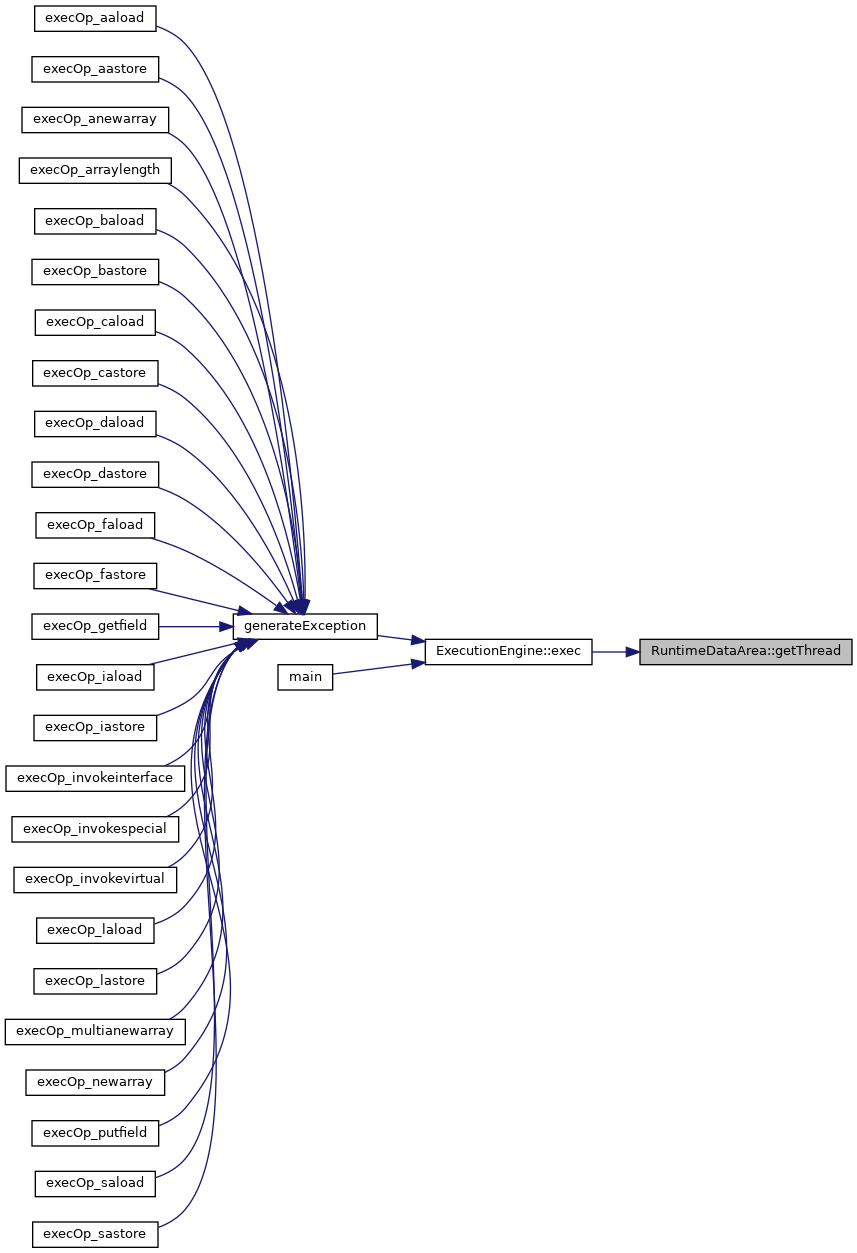 execOp_aaload
execOp_aastore
execOp_anewarray
execOp_arraylength
execOp_baload
execOp_bastore
execOp_caload
execOp_castore
execOp_daload
execOp_dastore
execOp_faload
execOp_fastore
execOp_getfield
execOp_iaload
execOp_iastore
execOp_invokeinterface
execOp_invokespecial
execOp_invokevirtual
execOp_laload
execOp_lastore
execOp_multianewarray
execOp_newarray
execOp_putfield
execOp_saload
execOp_sastore
generateException
main
ExecutionEngine::exec
RuntimeDataArea::getThread